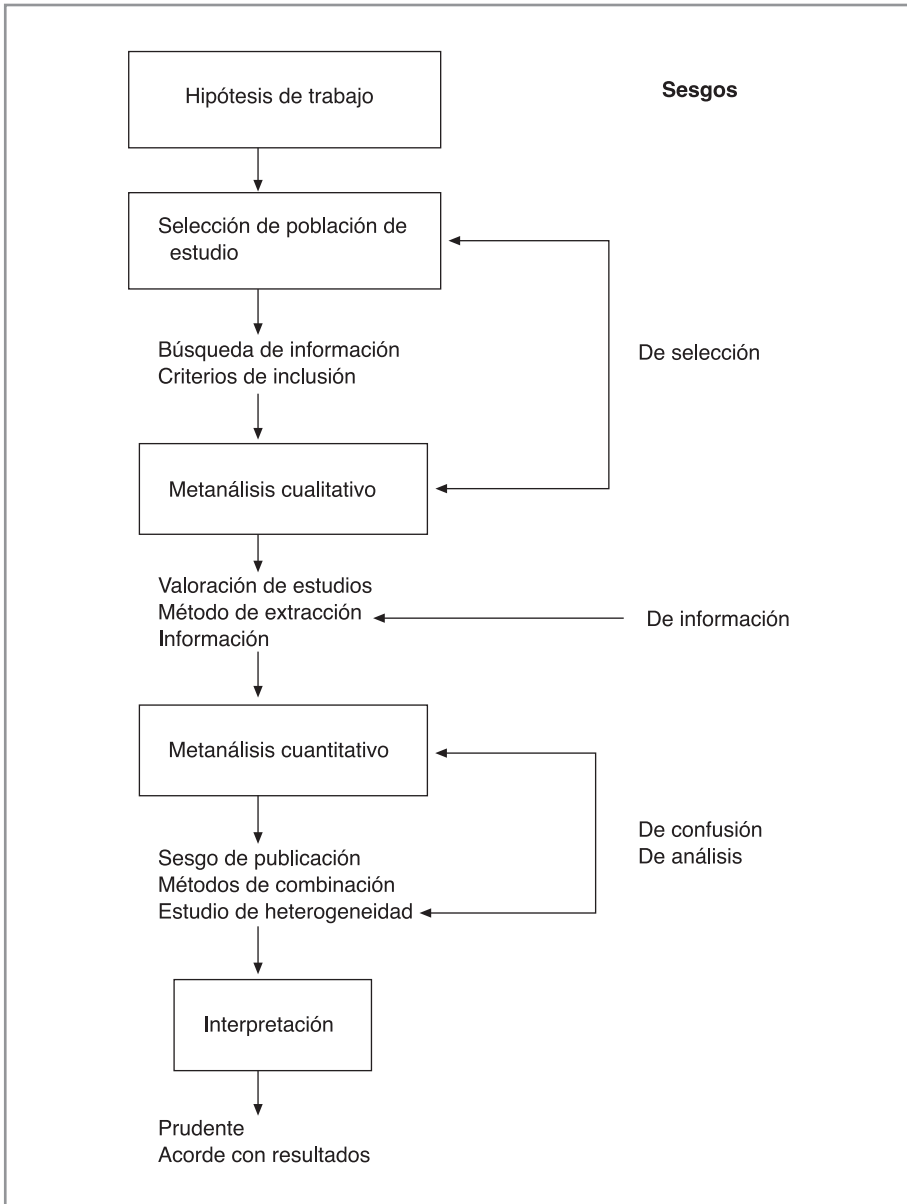 Hipótesis de trabajo
Sesgos
Selección de población de
estudio
Búsqueda de información
Criterios de inclusión
De selección
Metanálisis cualitativo
Valoración de estudios
Método de extracción
Información
De información
Metanálisis cuantitativo
De confusión
De análisis
Sesgo de publicación
Métodos de combinación
Estudio de heterogeneidad
Interpretación
Prudente
Acorde con resultados